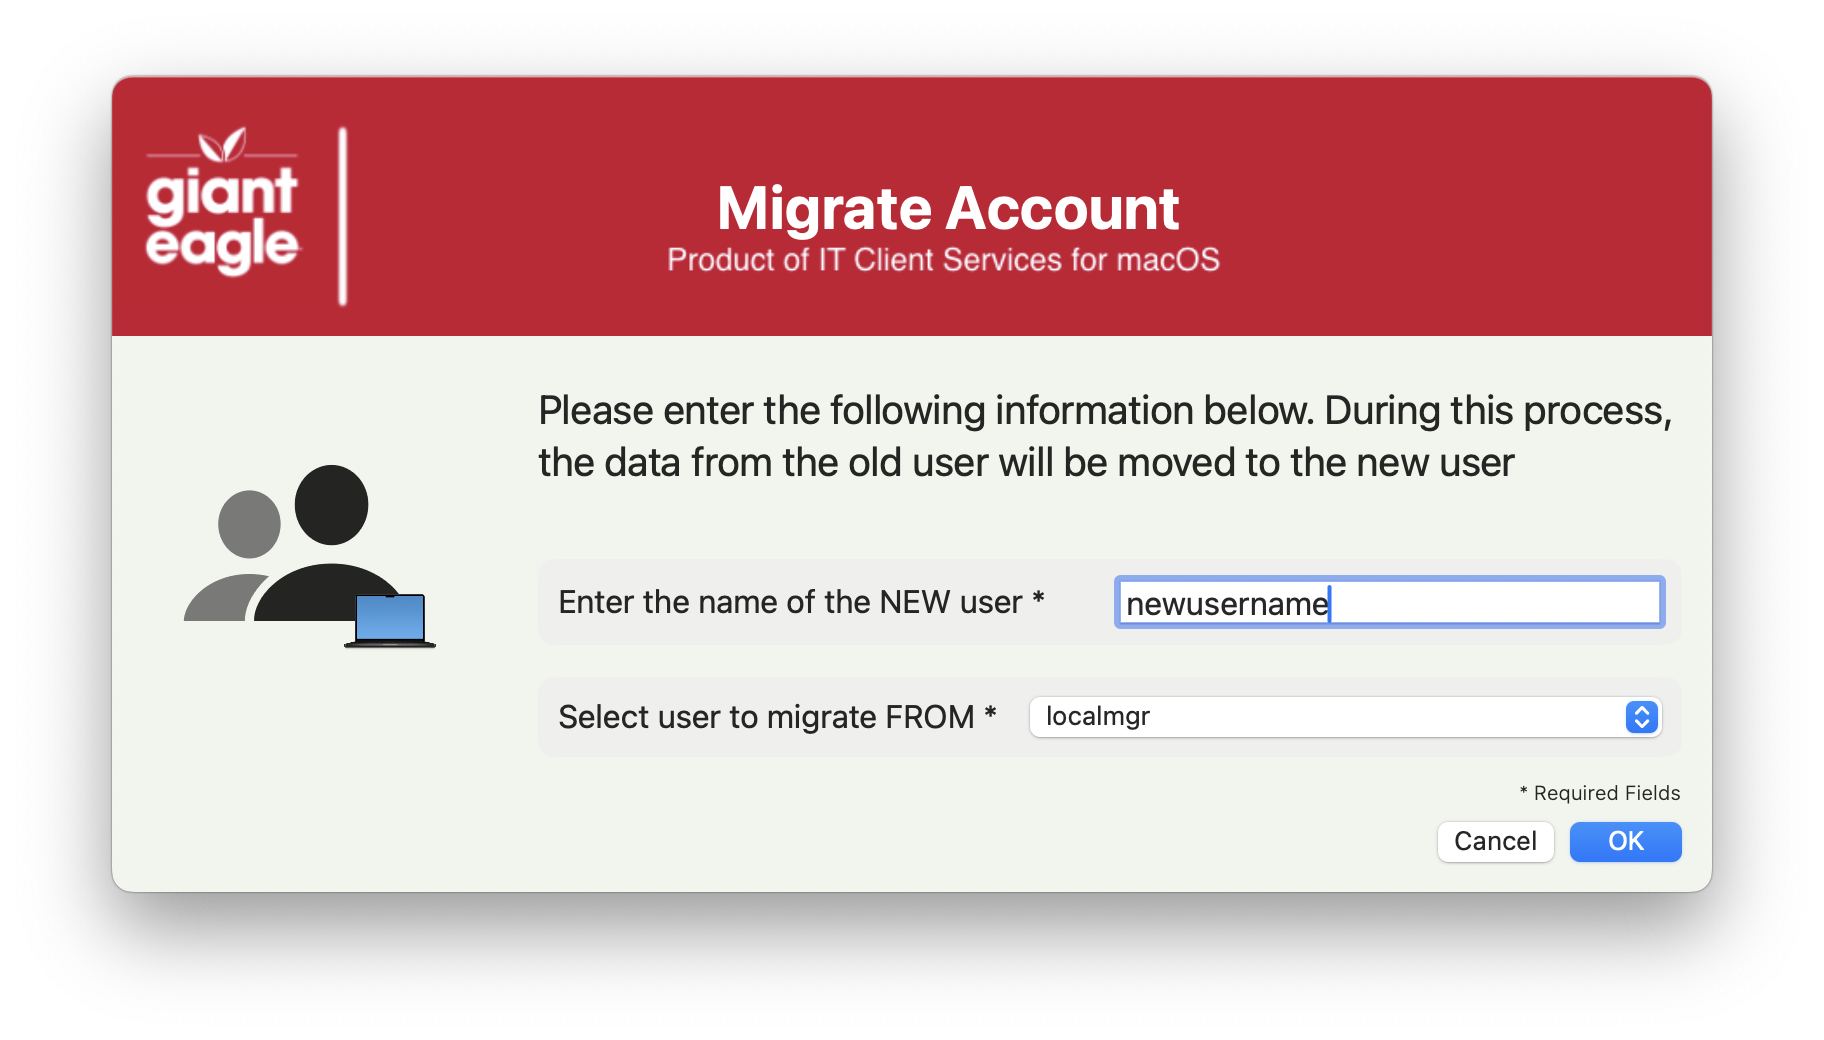 giant
eagle
Migrate Account
Product of IT Client Services for macOS
Please enter the following information below. During this process,
the data from the old user will be moved to the new user
Enter the name of the NEW user *
newusername
Select user to migrate FROM *
localmgr
* Required Fields
Cancel
OK